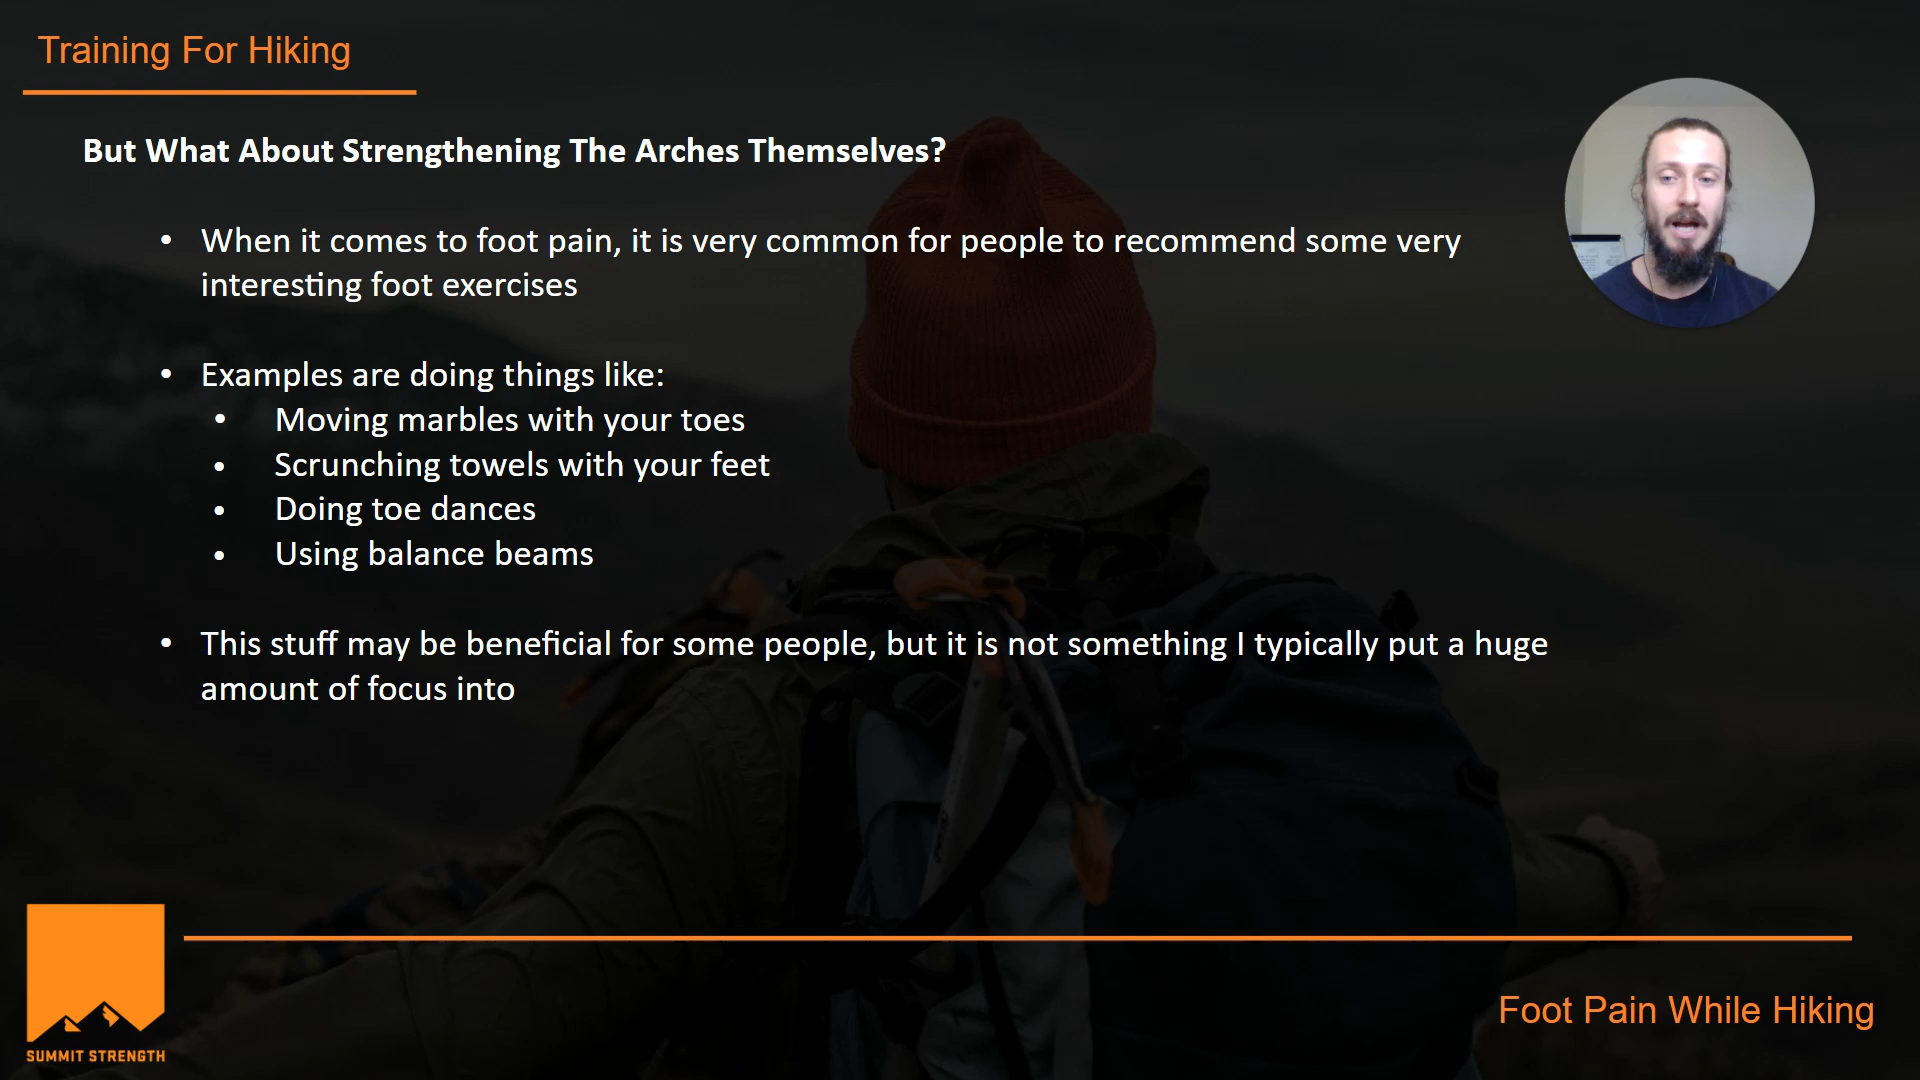 Training For Hiking
But What About Strengthening The Arches Themselves?
• When it comes to foot pain, it is very common for people to recommend some very
interesting foot exercises
• Examples are doing things like:
• Moving marbles with your toes
• Scrunching towels with your feet
• Doing toe dances
• Using balance beams
• This stuff may be beneficial for some people, but it is not something I typically put a huge
amount of focus into
SUMMIT STRENGTH
Foot Pain While Hiking